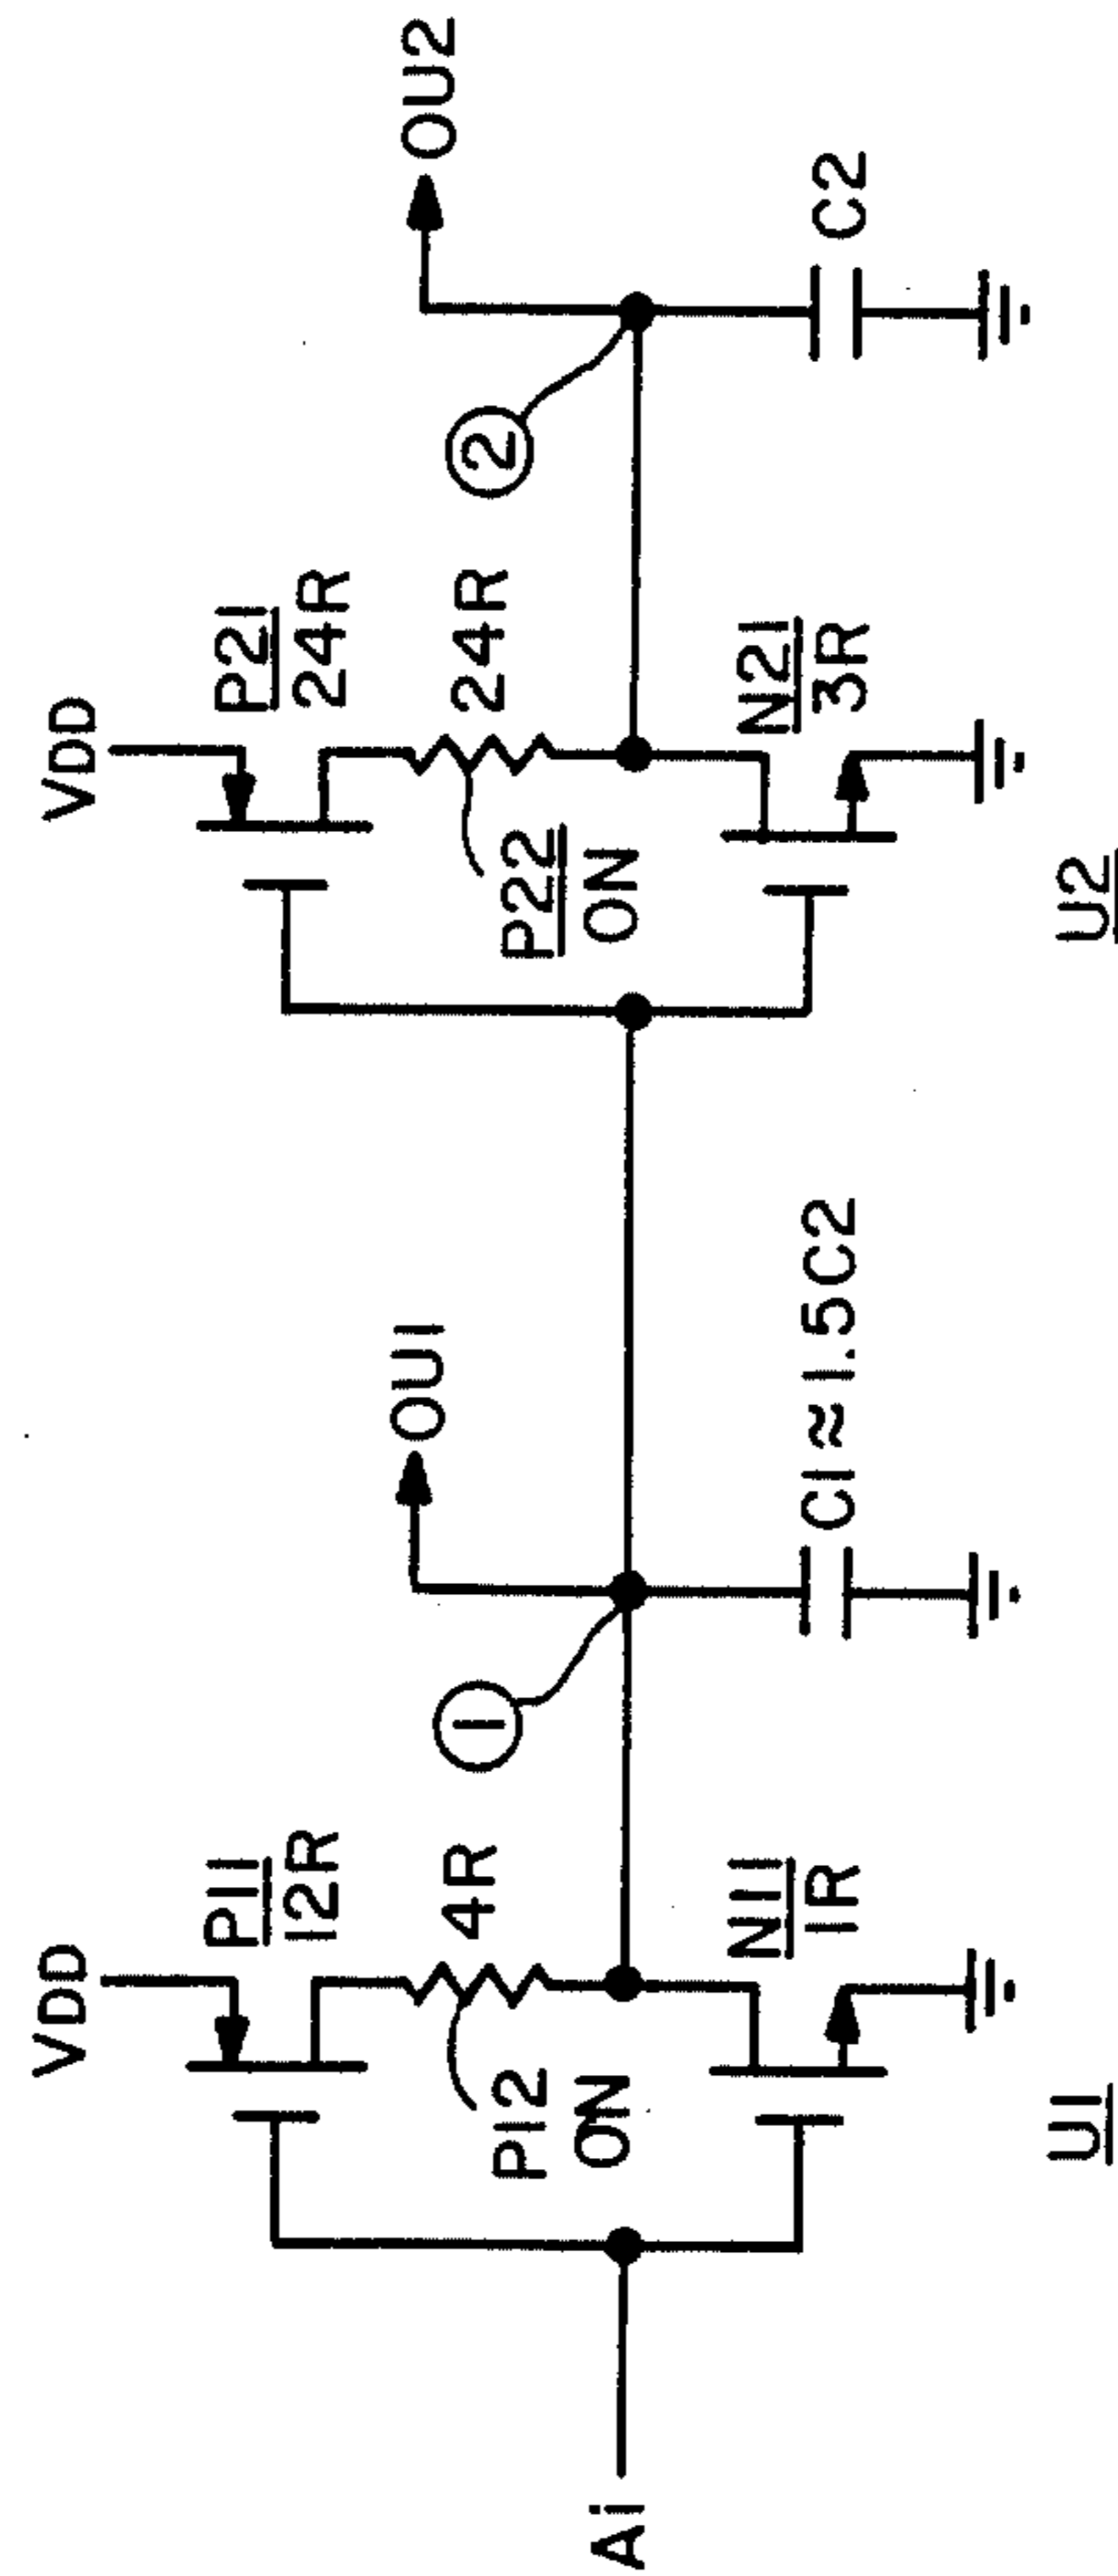 VDD
P11
12R
4R
P12
ON
N11
1R
U1
Ai
1
OU1
C1≈1.5C2
VDD
P21
24R
24R
P22
ON
N21
3R
U2
2
OU2
C2